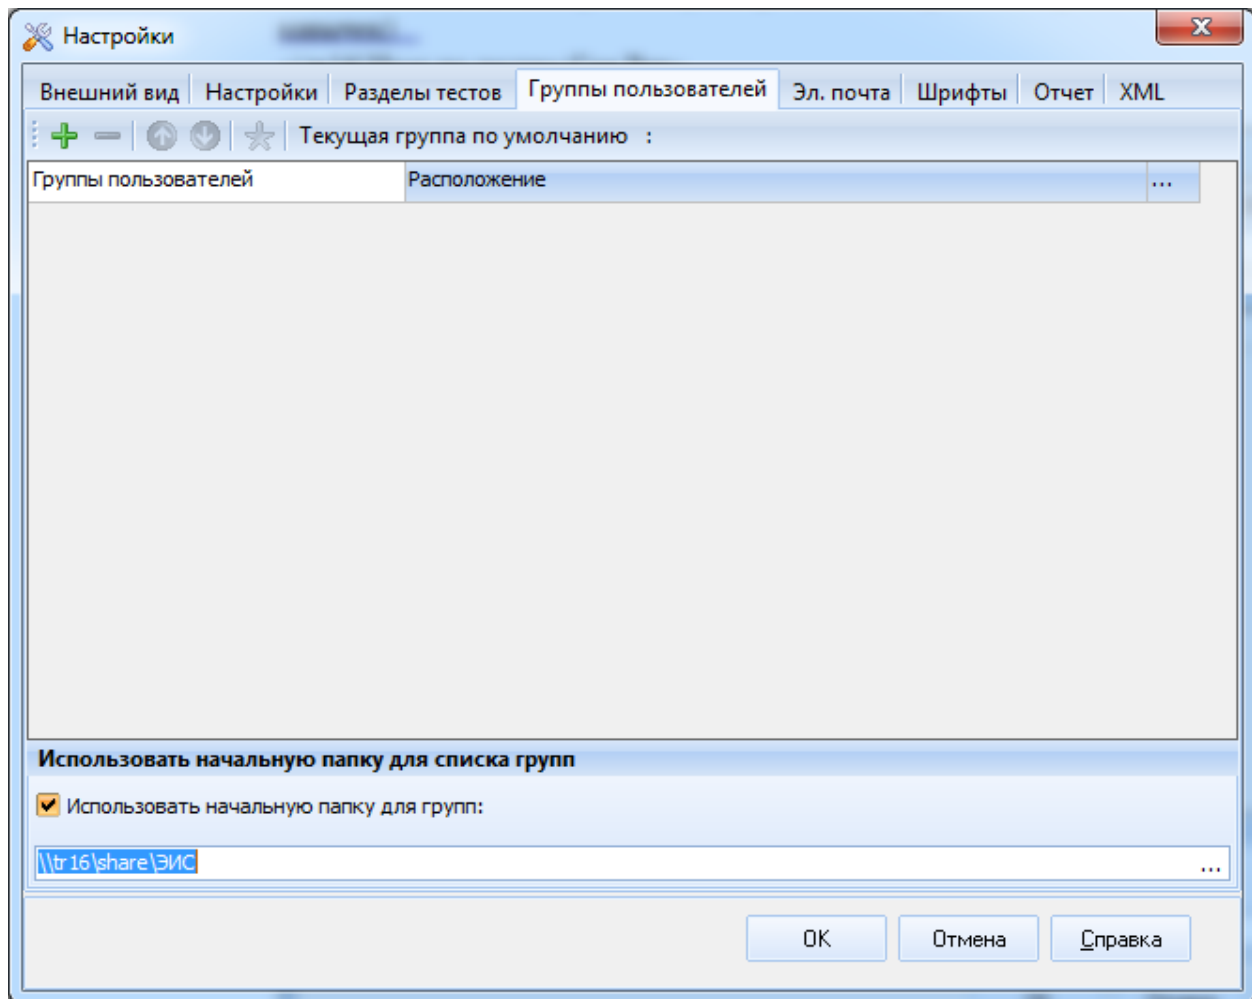 Настройки
Внешний вид Настройки Разделы тестов Группы пользователей Эл. почта Шрифты Отчет XML
Текущая группа по умолчанию :
Группы пользователей Расположение ...
Использовать начальную папку для списка групп
Использовать начальную папку для групп:
\\tr16\share\ЭИС ...
OK Отмена Справка